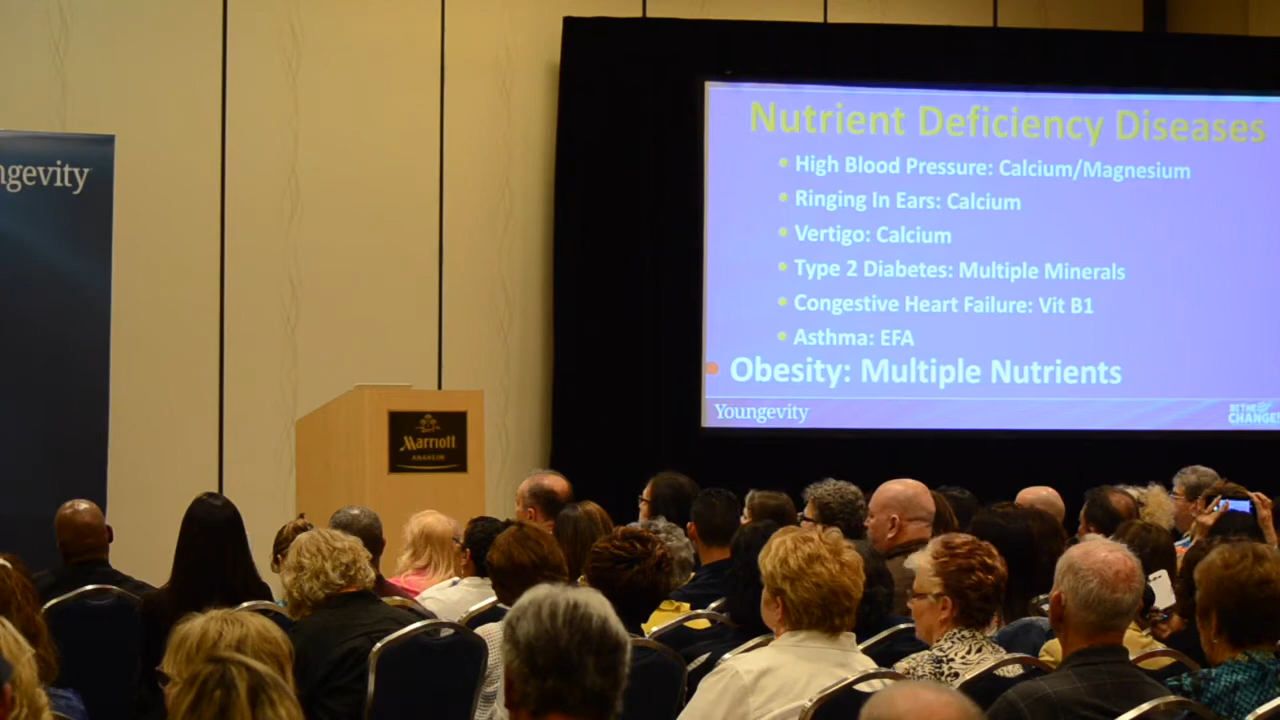 ngevity
Nutrient Deficiency Diseases
• High Blood Pressure: Calcium/Magnesium
• Ringing In Ears: Calcium
• Vertigo: Calcium
• Type 2 Diabetes: Multiple Minerals
• Congestive Heart Failure: Vit B1
• Asthma: EFA
• Obesity: Multiple Nutrients
Youngevity
BE THE
CHANGE!
Marriott
ANAHEIM